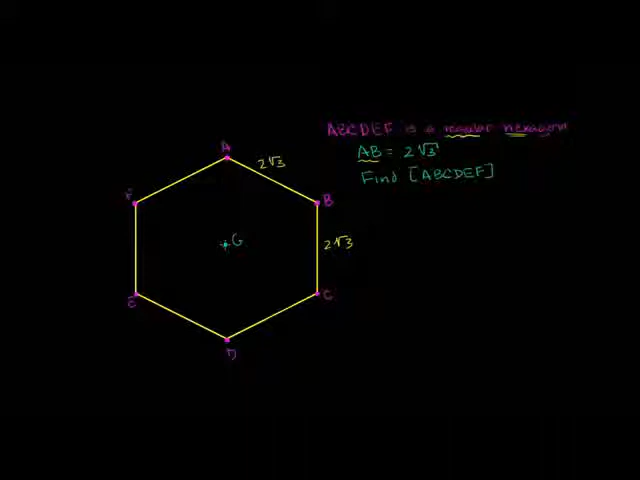 ABCDEF is a regular hexagon
AB = 2√3
Find [ABCDEF]
A
2√3
F
B
G
2√3
E
C
D